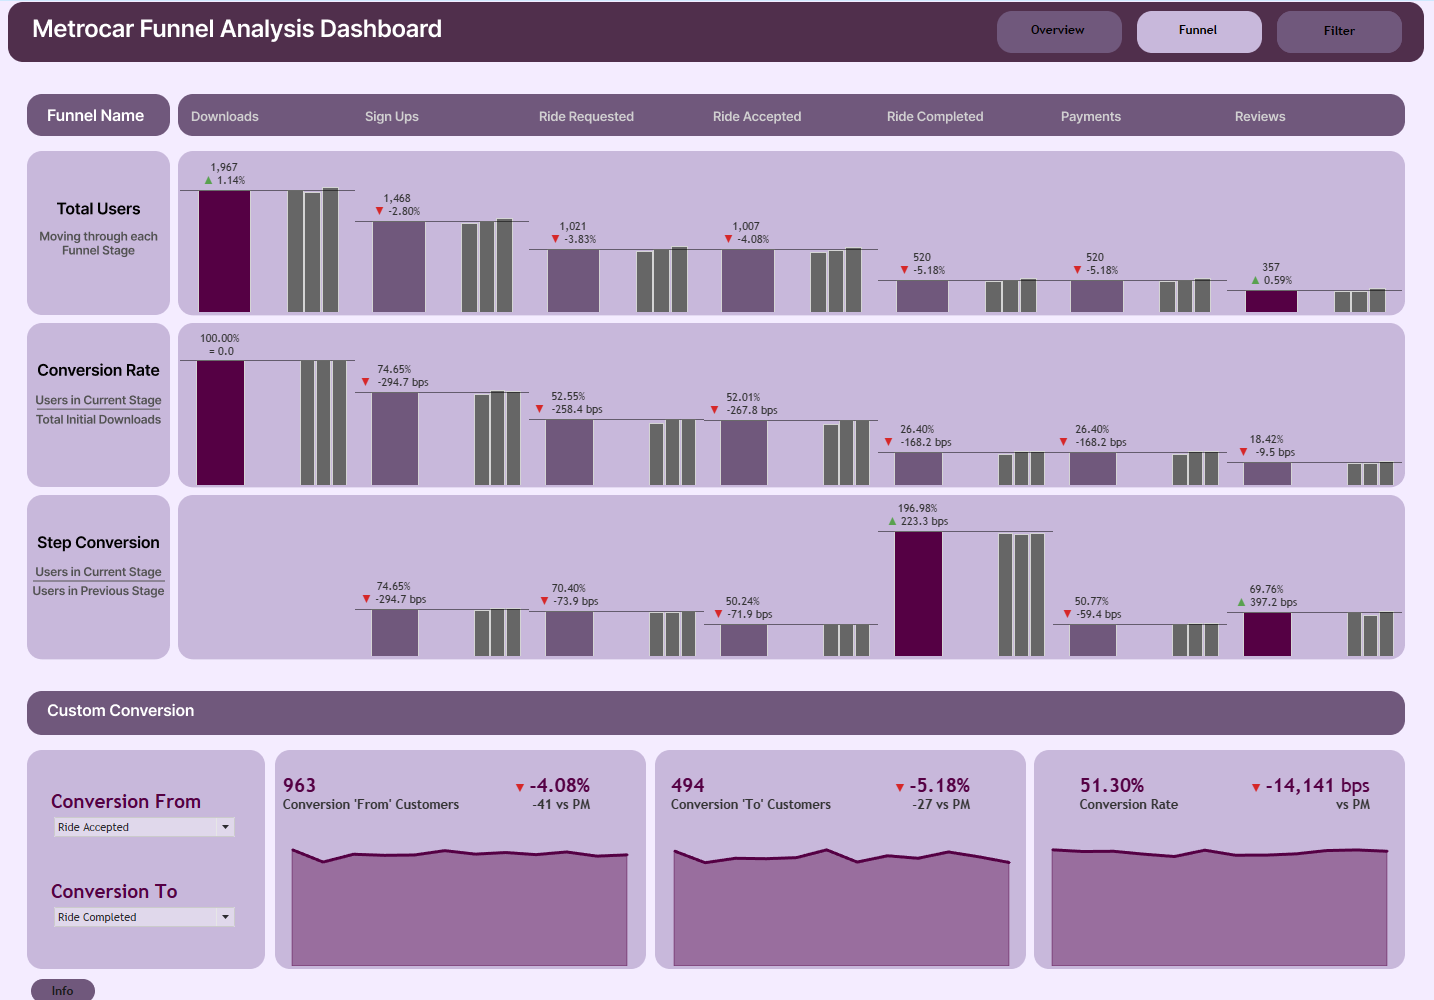 Metrocar Funnel Analysis Dashboard
Overview
Funnel
Filter
Funnel Name
Downloads
Sign Ups
Ride Requested
Ride Accepted
Ride Completed
Payments
Reviews
Total Users
Moving through each
Funnel Stage
1,967
▲ 1.14%
1,468
▼ -2.80%
1,021
▼ -3.83%
1,007
▼ -4.08%
520
▼ -5.18%
520
▼ -5.18%
357
▲ 0.59%
Conversion Rate
Users in Current Stage
Total Initial Downloads
100.00%
= 0.0
74.65%
▼ -294.7 bps
52.55%
▼ -258.4 bps
52.01%
▼ -267.8 bps
26.40%
▼ -168.2 bps
26.40%
▼ -168.2 bps
18.42%
▼ -9.5 bps
Step Conversion
Users in Current Stage
Users in Previous Stage
74.65%
▼ -294.7 bps
70.40%
▼ -73.9 bps
50.24%
▼ -71.9 bps
196.98%
▲ 223.3 bps
50.77%
▼ -59.4 bps
69.76%
▲ 397.2 bps
Custom Conversion
Conversion From
Ride Accepted
Conversion To
Ride Completed
963
Conversion 'From' Customers
▼ -4.08%
-41 vs PM
494
Conversion 'To' Customers
▼ -5.18%
-27 vs PM
51.30%
Conversion Rate
▼ -14,141 bps
vs PM
Info